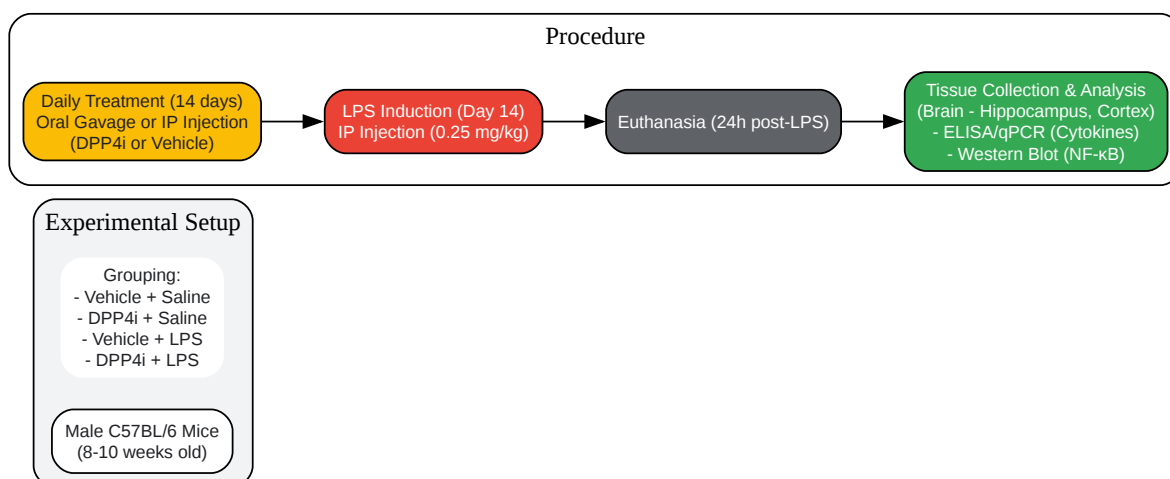 Procedure
Daily Treatment (14 days)
Oral Gavage or IP Injection
(DPP4i or Vehicle)
LPS Induction (Day 14)
IP Injection (0.25 mg/kg)
Euthanasia (24h post-LPS)
Tissue Collection & Analysis
(Brain - Hippocampus, Cortex)
- ELISA/qPCR (Cytokines)
- Western Blot (NF-κB)
Experimental Setup
Grouping:
- Vehicle + Saline
- DPP4i + Saline
- Vehicle + LPS
- DPP4i + LPS
Male C57BL/6 Mice
(8-10 weeks old)